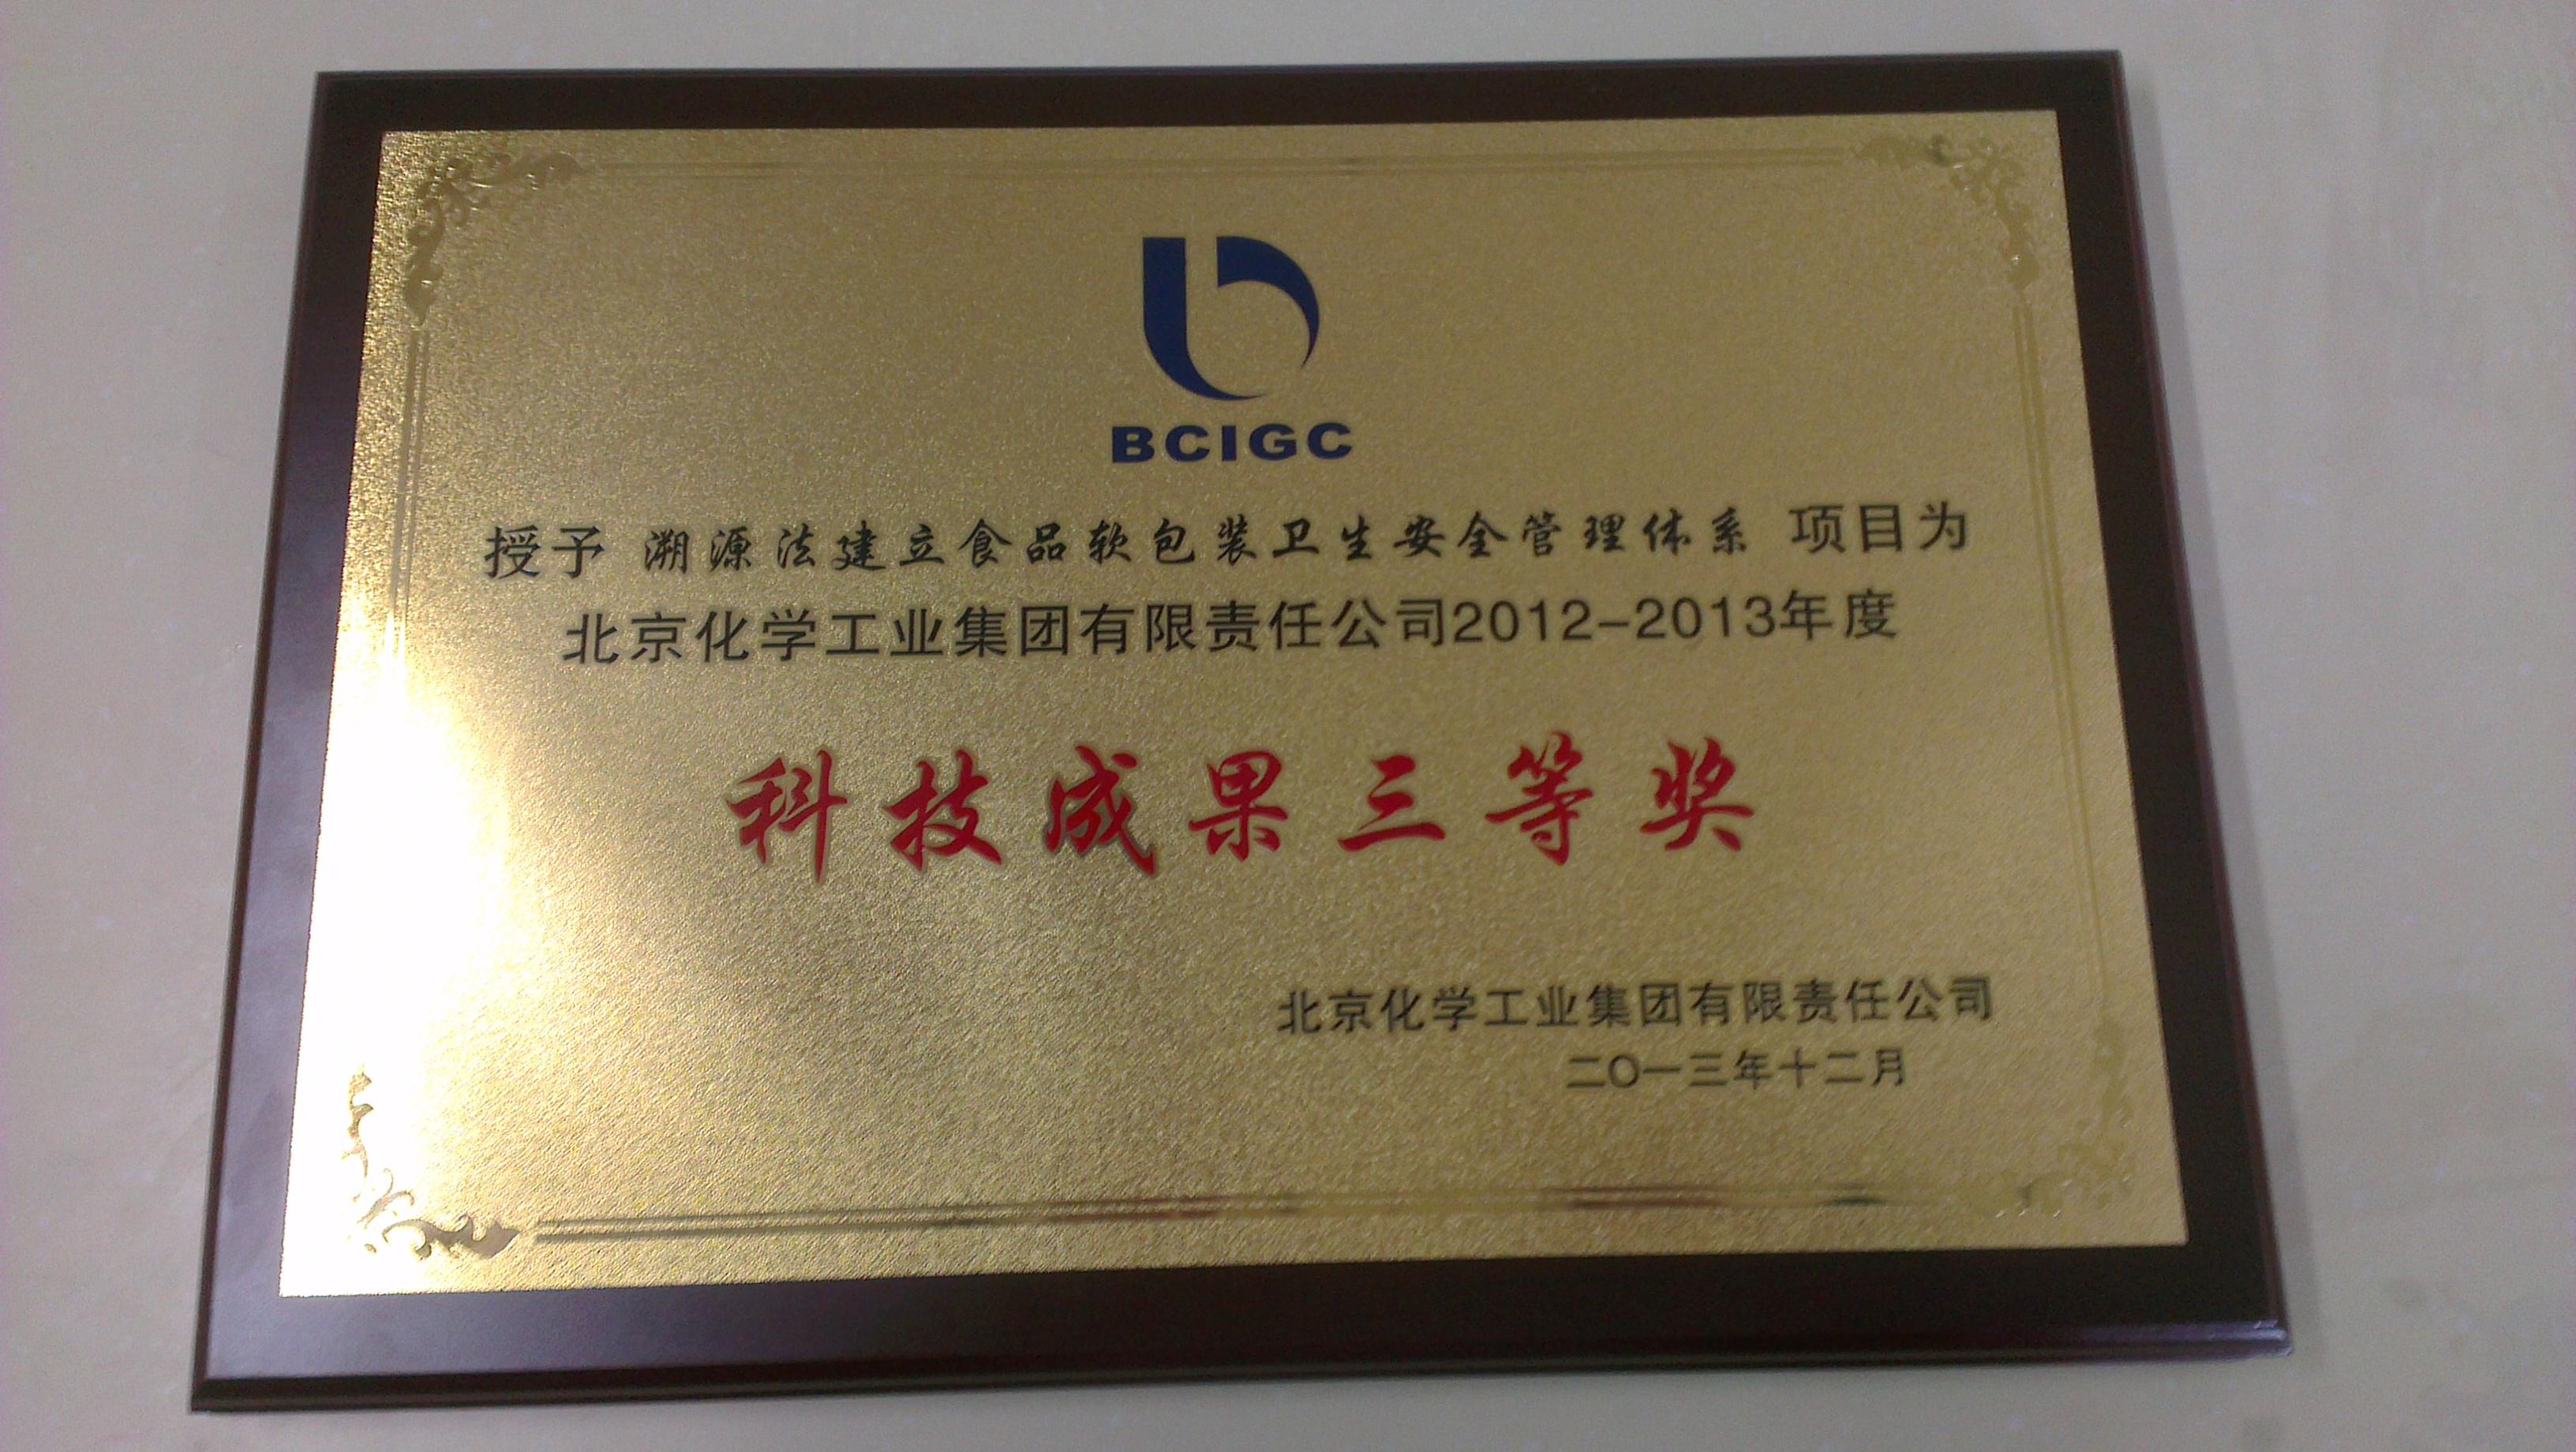 BCIGC
授予 溯源法建立食品软包装卫生安全管理体系 项目为
北京化学工业集团有限责任公司2012-2013年度
科技成果三等奖
北京化学工业集团有限责任公司
二〇一三年十二月